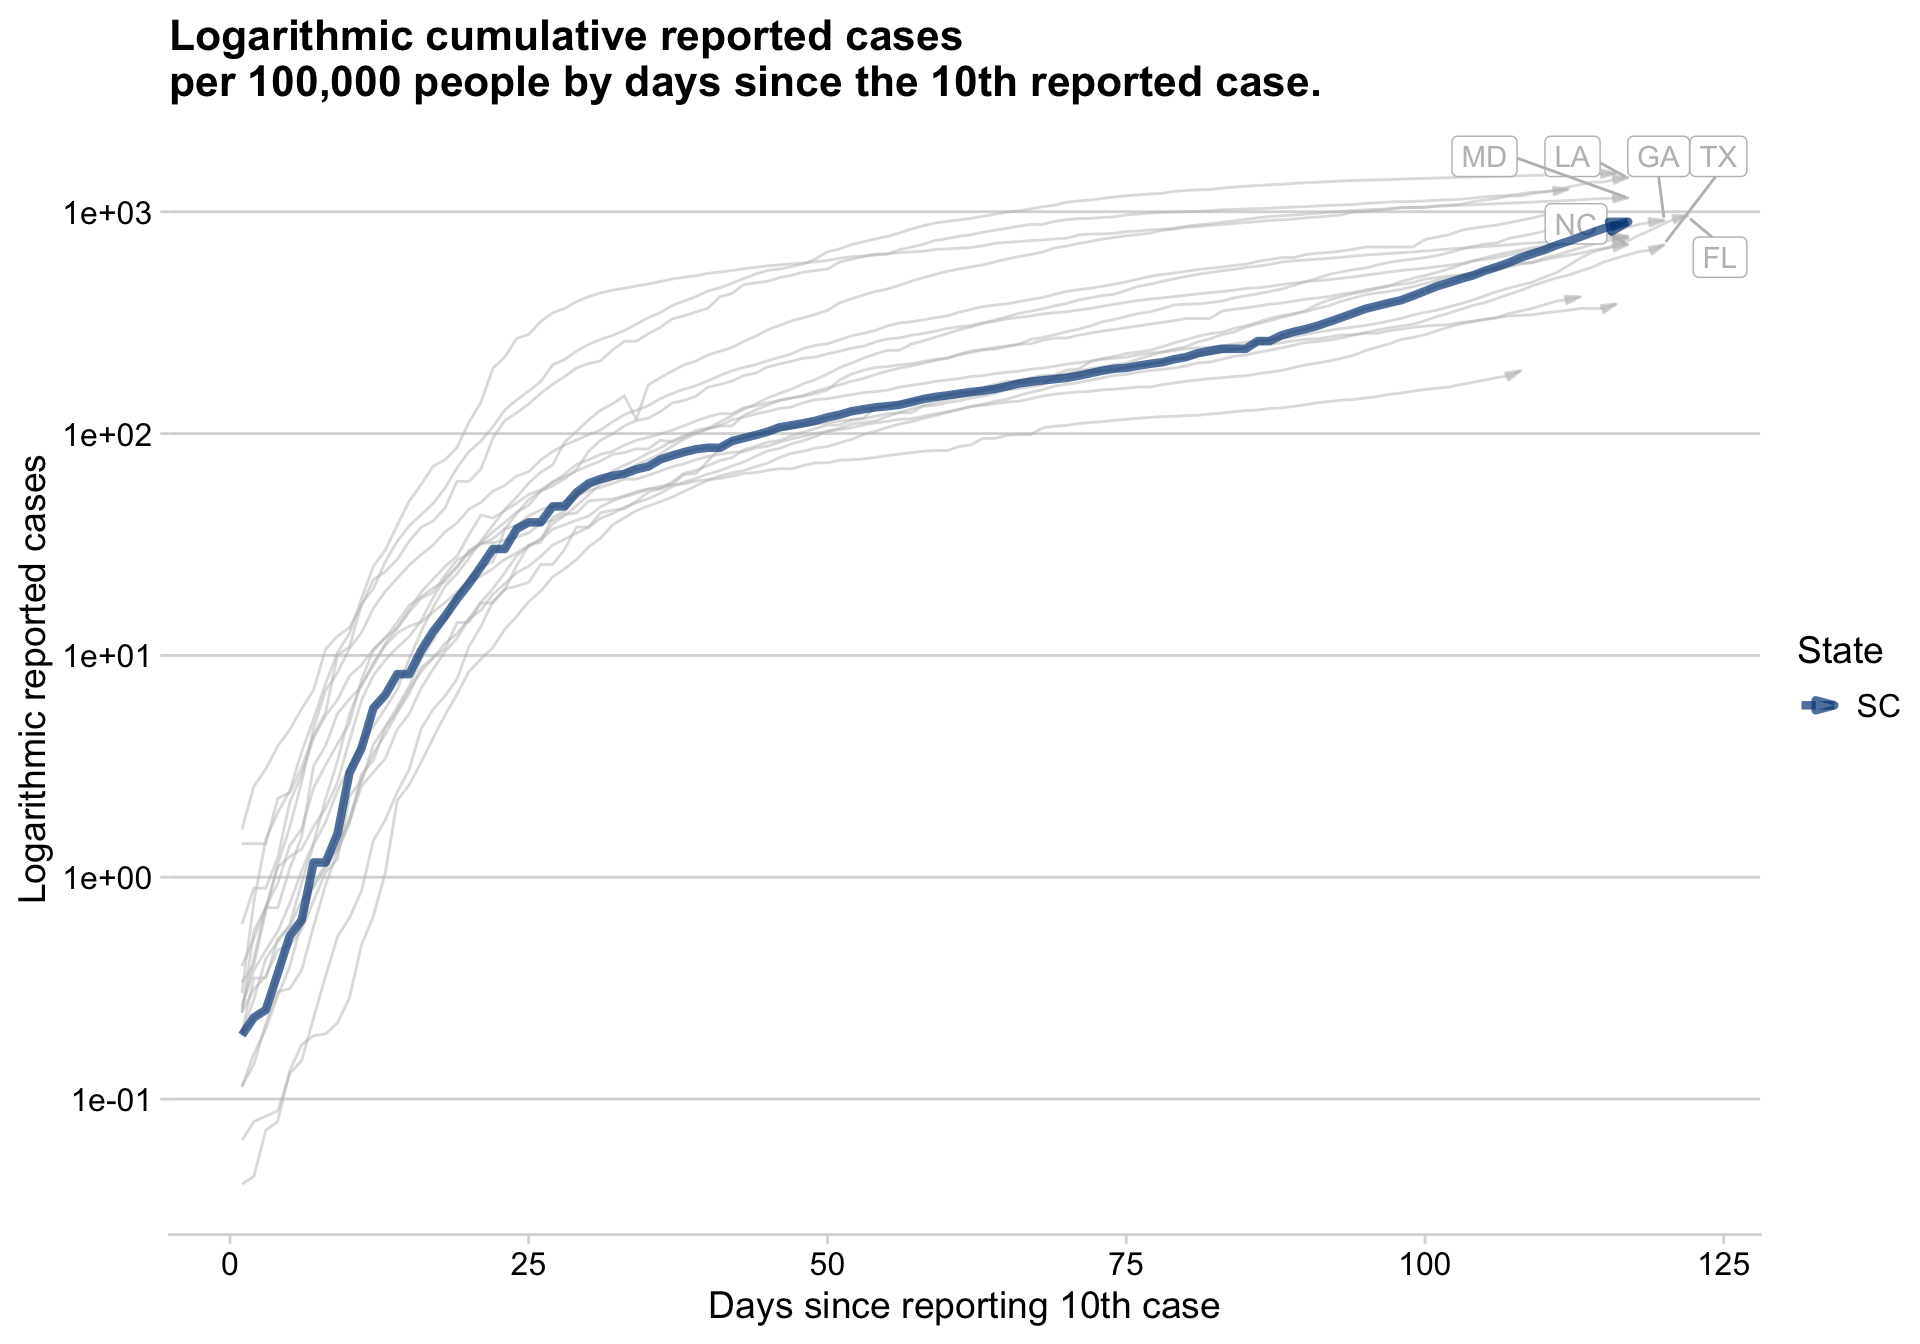 Logarithmic cumulative reported cases
per 100,000 people by days since the 10th reported case.
MD
LA
GA
TX
NC
FL
1e+03
1e+02
1e+01
1e+00
1e-01
Logarithmic reported cases
0
25
50
75
100
125
Days since reporting 10th case
State
SC